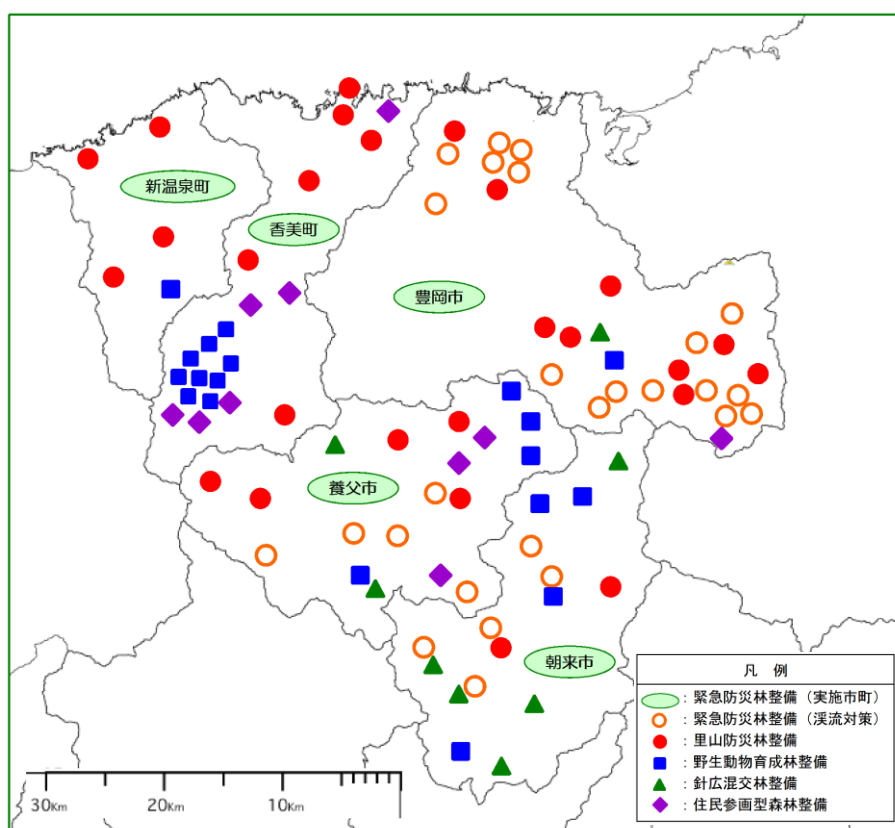 新温泉町
香美町
豊岡市
養父市
朝来市
凡 例
：緊急防災林整備（実施市町）
：緊急防災林整備（渓流対策）
：里山防災林整備
：野生動物育成林整備
：針広混交林整備
：住民参画型森林整備
30Km 20Km 10Km